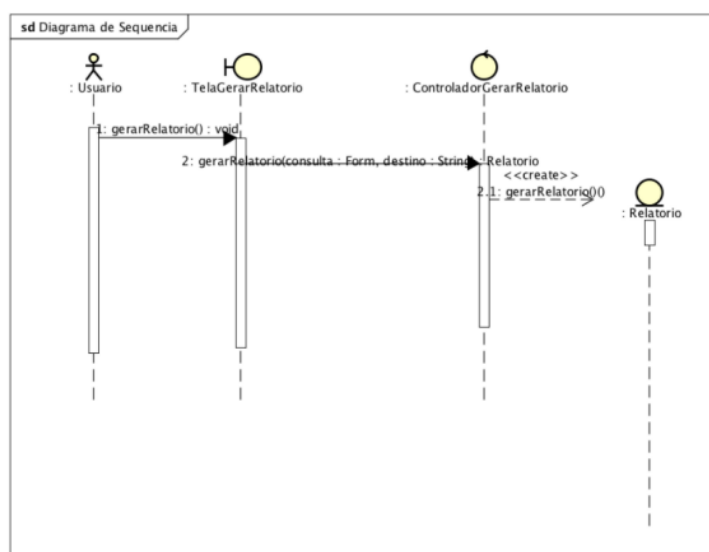 sd Diagrama de Sequencia
: Usuario
: TelaGerarRelatorio
: ControladorGerarRelatorio
1: gerarRelatorio() : void
2: gerarRelatorio(consulta : Form, destino : String) : Relatorio
<<create>>
2.1: gerarRelatorio()()
: Relatorio